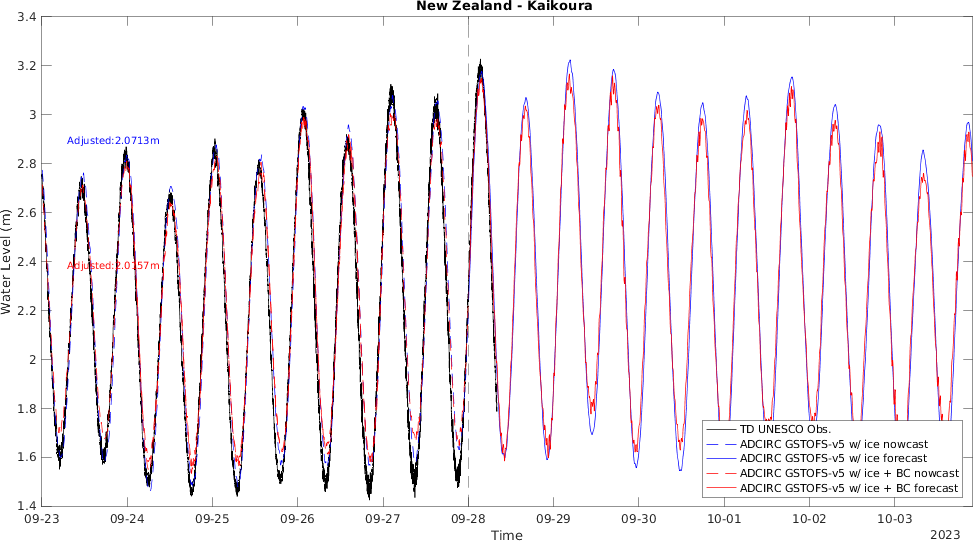 New Zealand - Kaikoura
3.4
3.2
3
2.8
2.6
2.4
2.2
2
1.8
1.6
1.4
Water Level (m)
Adjusted:2.0713m
Adjusted:2.0157m
TD UNESCO Obs.
ADCIRC GSTOFS-v5 w/ ice nowcast
ADCIRC GSTOFS-v5 w/ ice forecast
ADCIRC GSTOFS-v5 w/ ice + BC nowcast
ADCIRC GSTOFS-v5 w/ ice + BC forecast
09-23 09-24 09-25 09-26 09-27 09-28 09-29 09-30 10-01 10-02 10-03
Time
2023